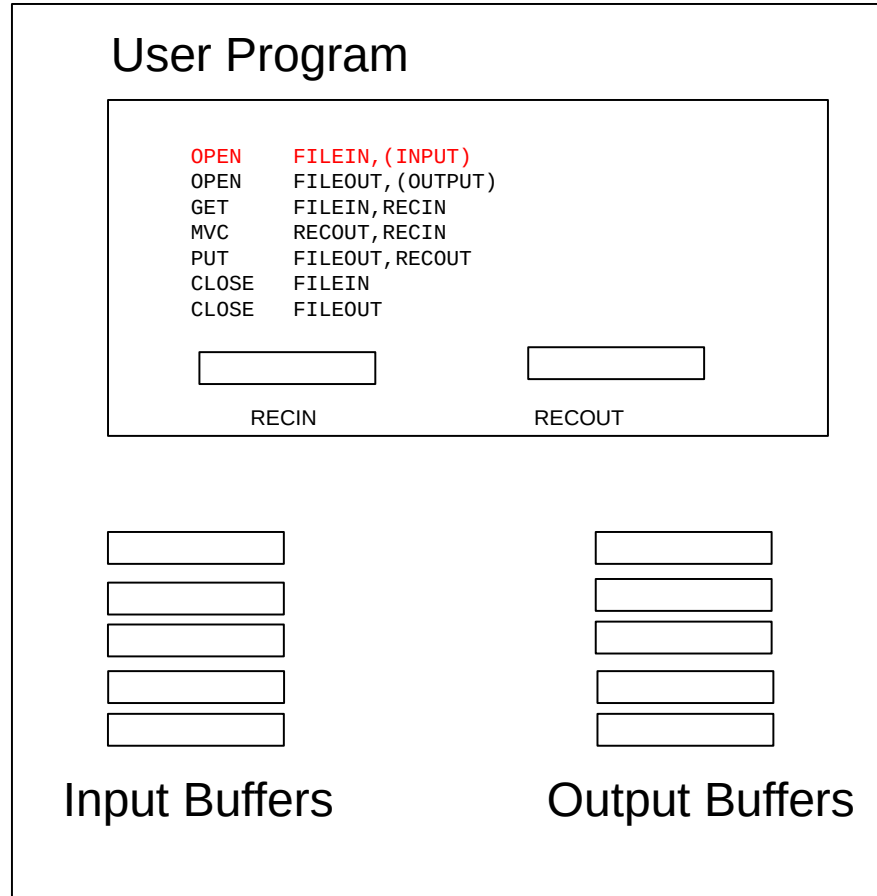 User Program
OPEN FILEIN,(INPUT)
OPEN FILEOUT,(OUTPUT)
GET FILEIN,RECIN
MVC RECOUT,RECIN
PUT FILEOUT,RECOUT
CLOSE FILEIN
CLOSE FILEOUT
RECIN RECOUT
Input Buffers Output Buffers